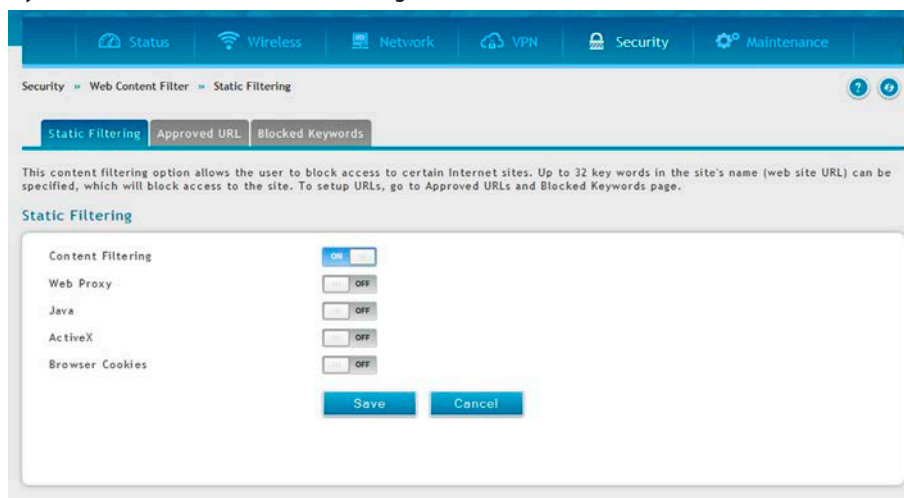 Status Wireless Network VPN Security Maintenance
Security » Web Content Filter » Static Filtering
Static Filtering Approved URL Blocked Keywords
This content filtering option allows the user to block access to certain Internet sites. Up to 32 key words in the site's name (web site URL) can be
specified, which will block access to the site. To setup URLs, go to Approved URLs and Blocked Keywords page.
Static Filtering
Content Filtering ON
Web Proxy OFF
Java OFF
ActiveX OFF
Browser Cookies OFF
Save Cancel